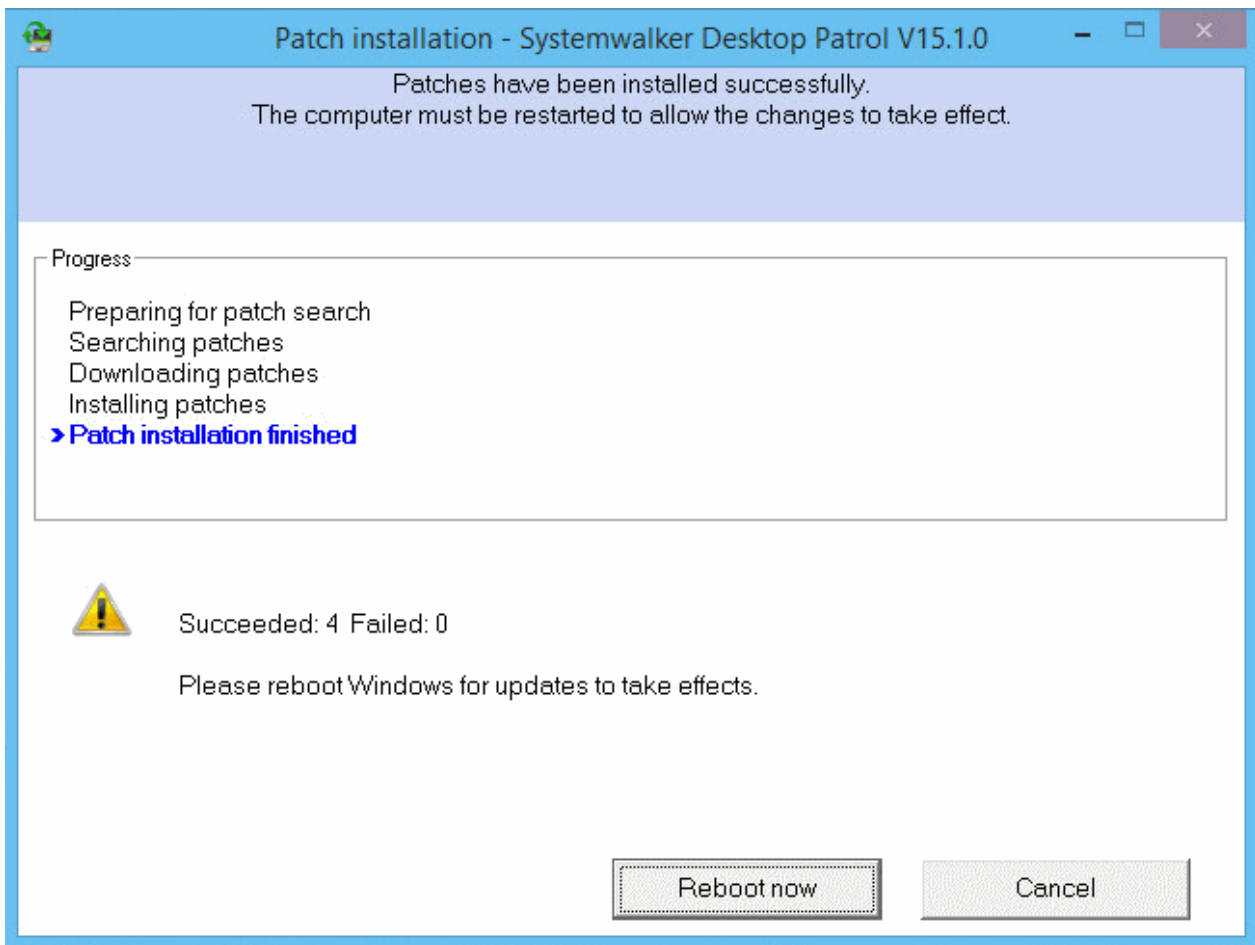 Patch installation - Systemwalker Desktop Patrol V15.1.0
Patches have been installed successfully.
The computer must be restarted to allow the changes to take effect.
Progress
Preparing for patch search
Searching patches
Downloading patches
Installing patches
> Patch installation finished
Succeeded: 4 Failed: 0
Please reboot Windows for updates to take effects.
Reboot now
Cancel